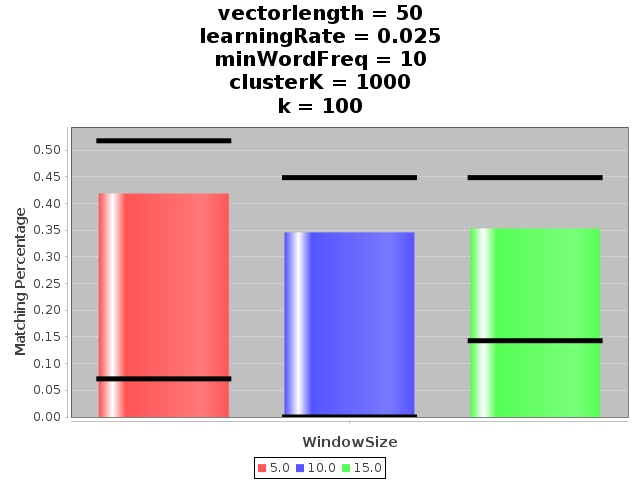 vectorlength = 50
learningRate = 0.025
minWordFreq = 10
clusterK = 1000
k = 100
0.50
0.45
0.40
0.35
0.30
0.25
0.20
0.15
0.10
0.05
0.00
Matching Percentage
WindowSize
5.0 10.0 15.0